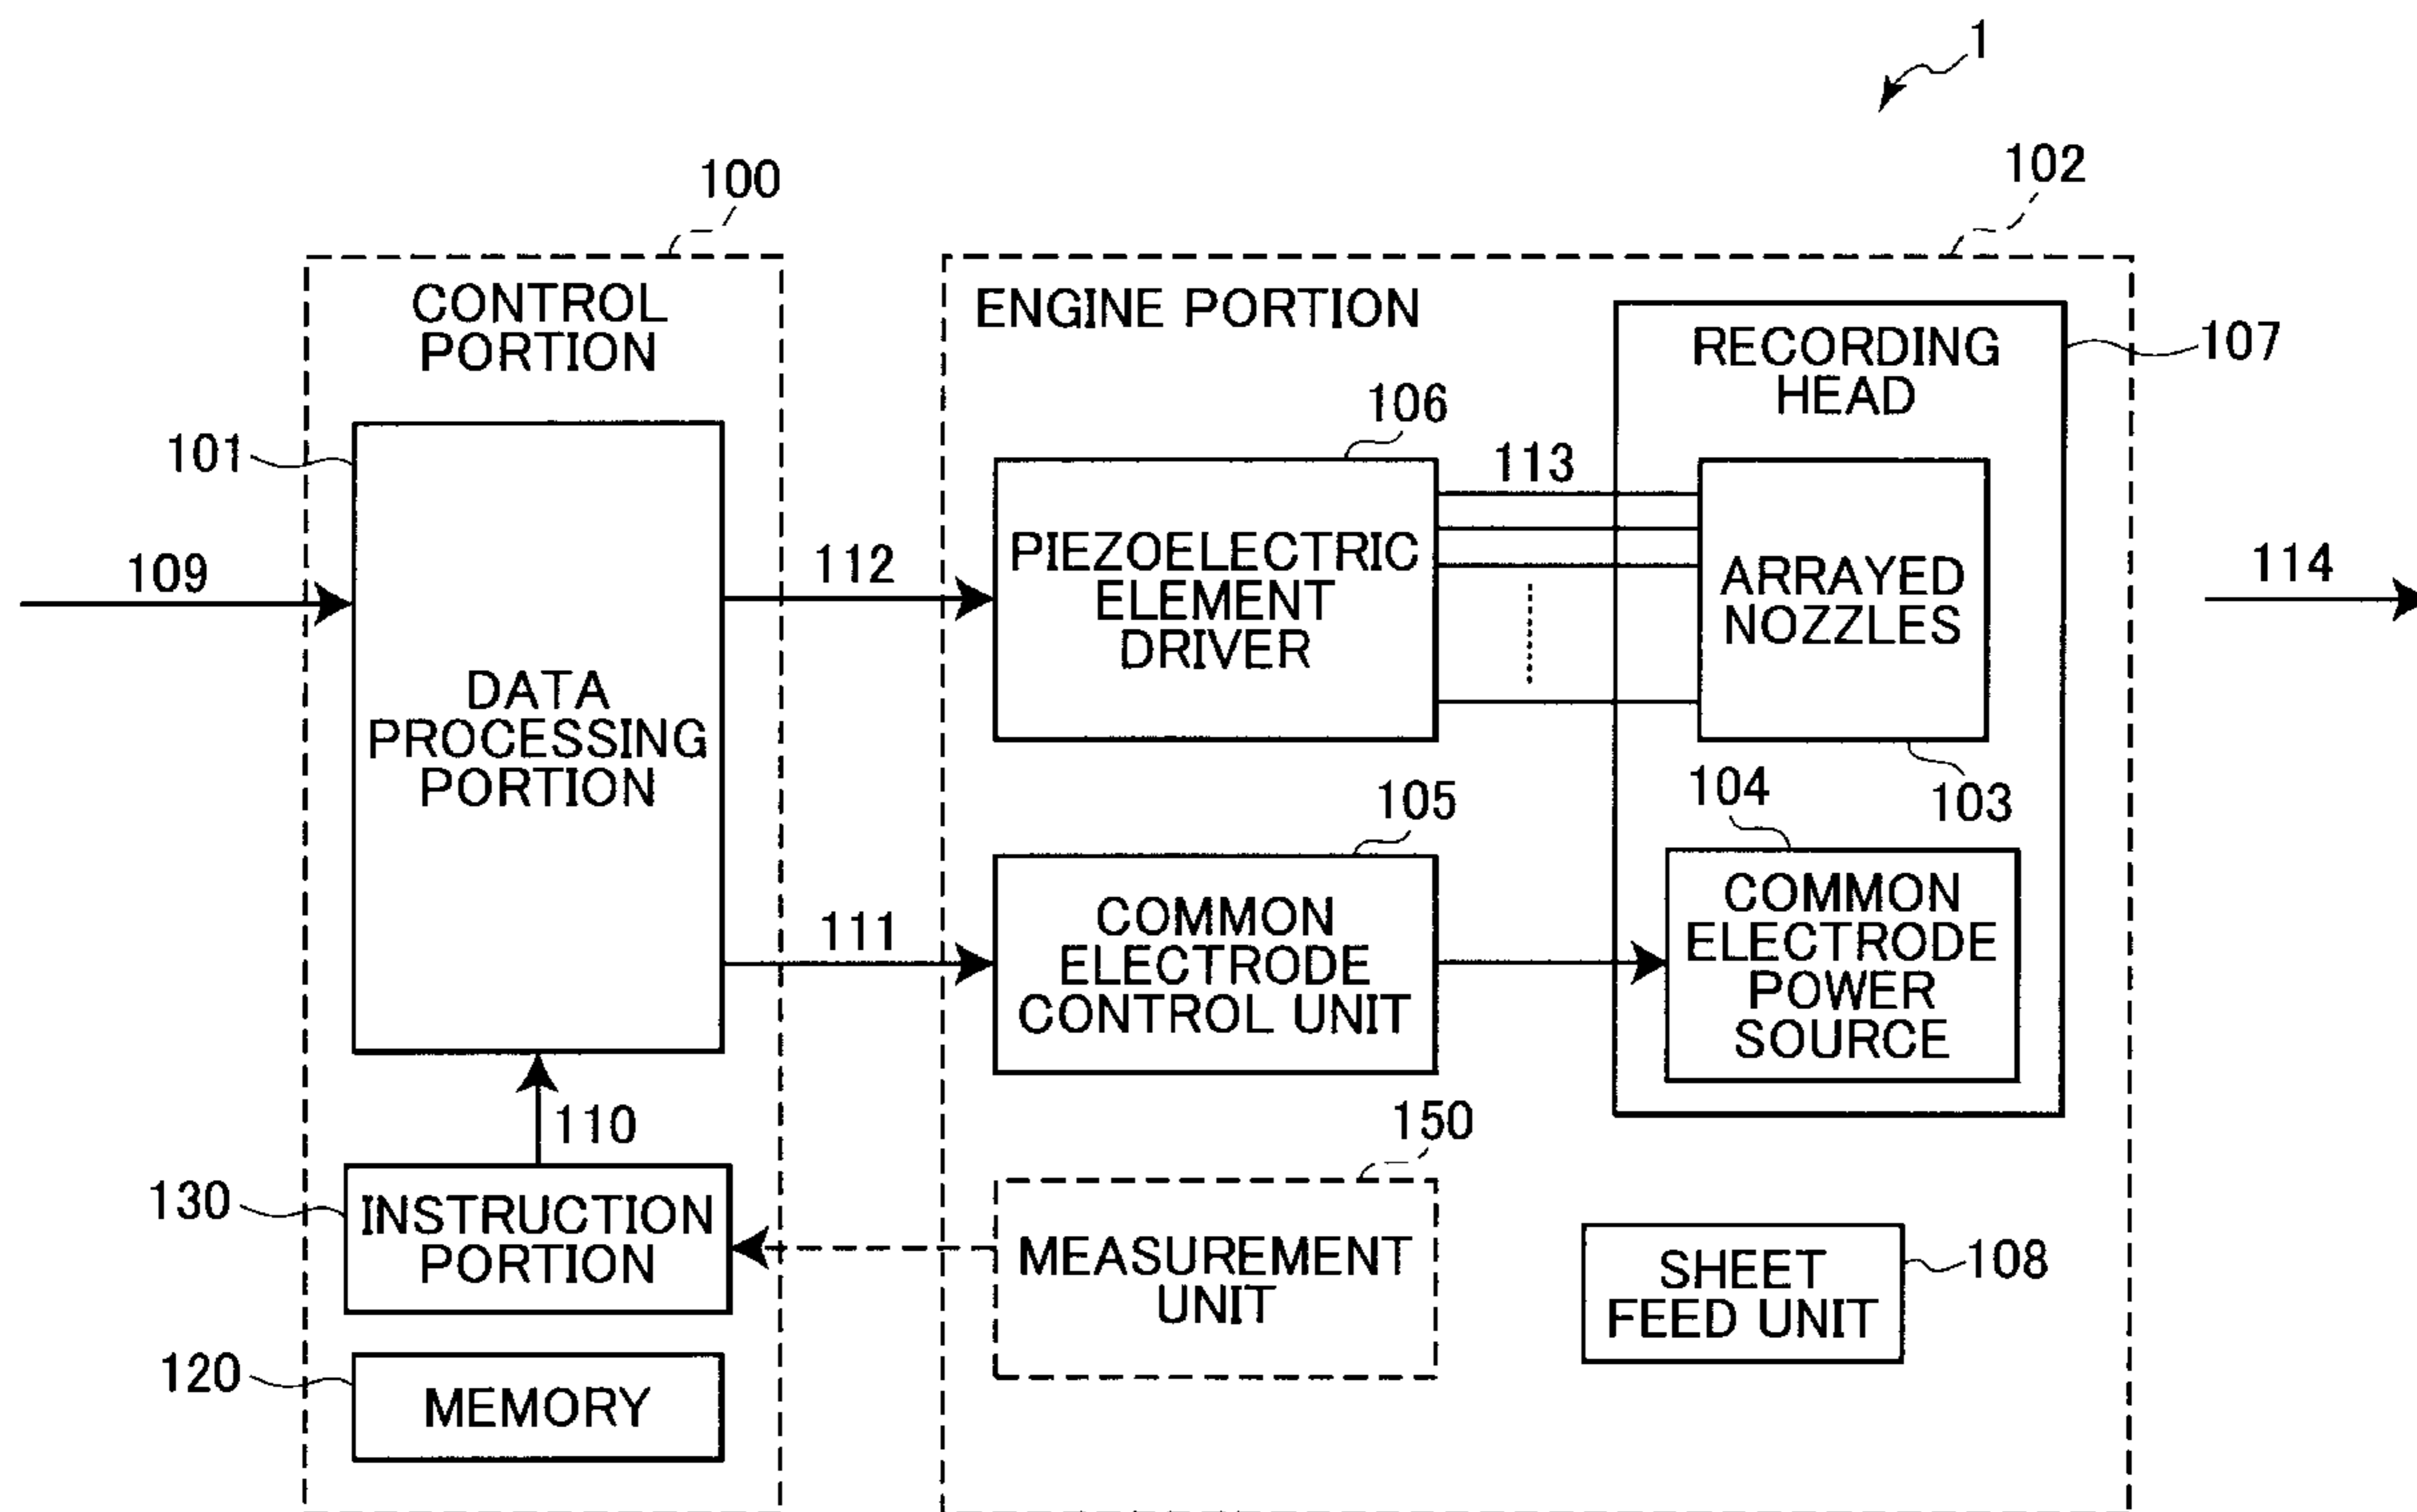 1
100
102
CONTROL
PORTION
ENGINE PORTION
RECORDING
HEAD
107
101
106
113
109
112
PIEZOELECTRIC
ELEMENT
DRIVER
ARRAYED
NOZZLES
114
DATA
PROCESSING
PORTION
103
104
105
111
COMMON
ELECTRODE
CONTROL UNIT
COMMON
ELECTRODE
POWER
SOURCE
110
150
130
INSTRUCTION
PORTION
MEASUREMENT
UNIT
SHEET
FEED UNIT
108
120
MEMORY